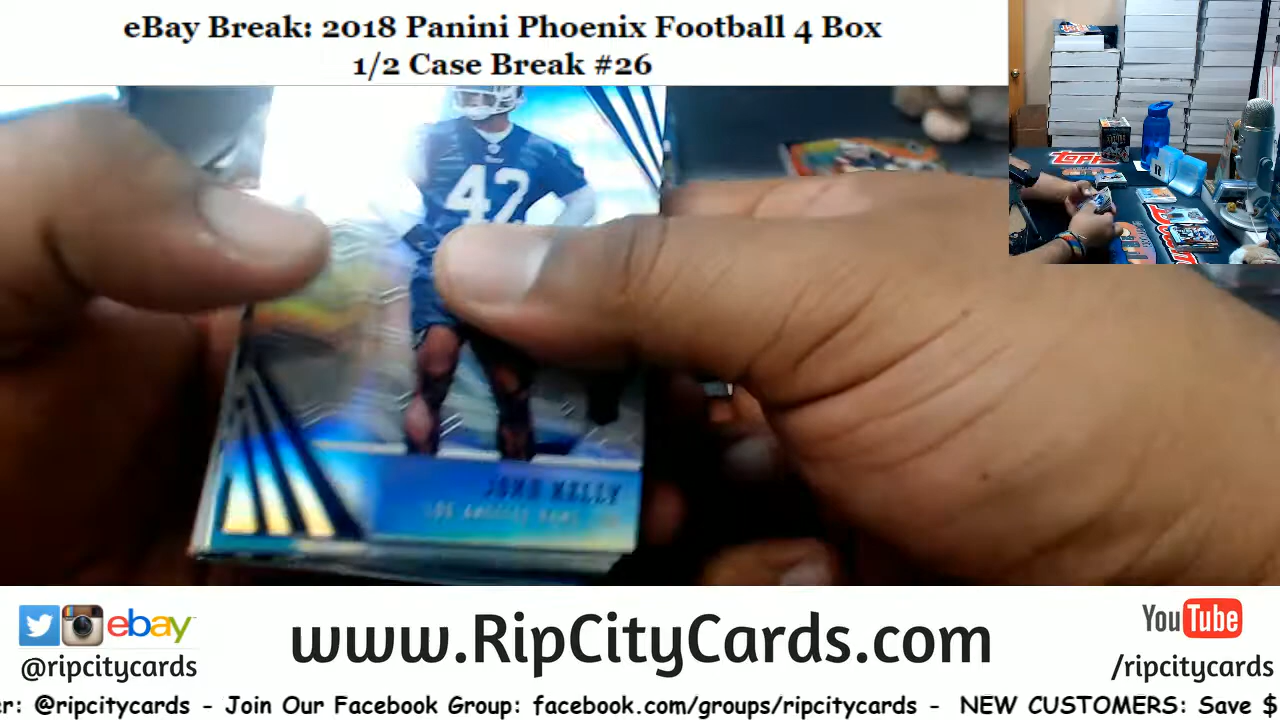 eBay Break: 2018 Panini Phoenix Football 4 Box
1/2 Case Break #26
42
JOHN KELLY
LOS ANGELES RAMS
TOPPS
ebay
@ripcitycards
www.RipCityCards.com
YouTube
/ripcitycards
er: @ripcitycards - Join Our Facebook Group: facebook.com/groups/ripcitycards - NEW CUSTOMERS: Save $